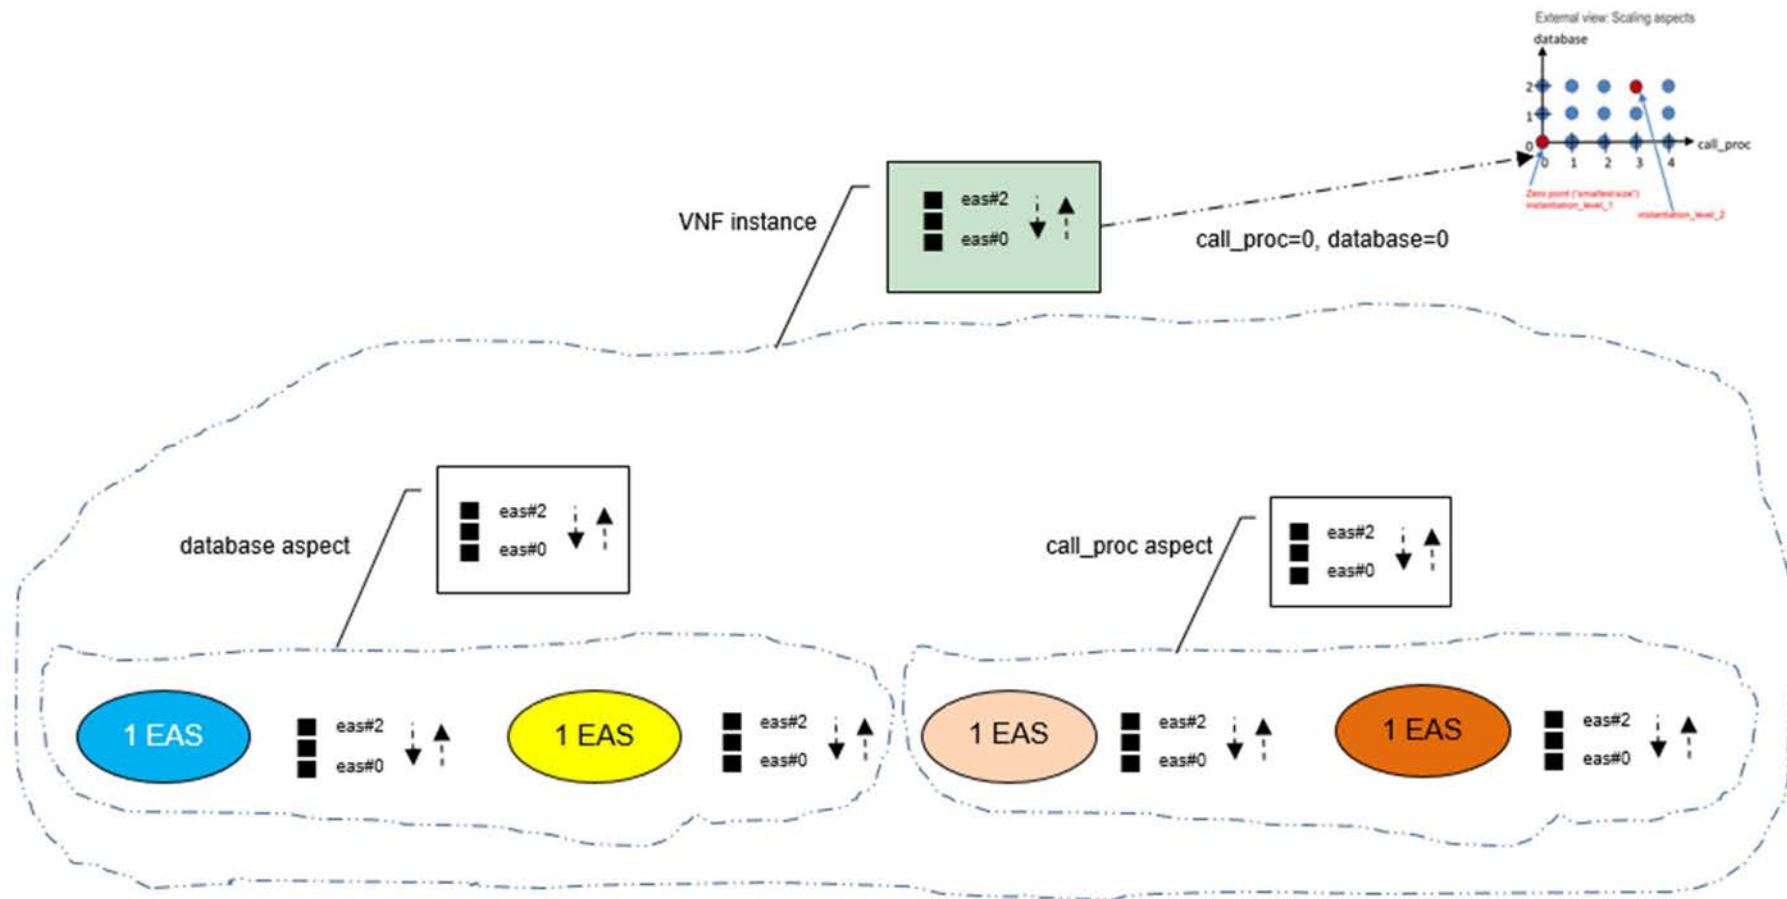 External view: Scaling aspects
database
2
1
0
0 1 2 3 4
call_proc
Zero point ("smallest size")
instantiation_level_1
instantiation_level_2
VNF instance
eas#2
eas#0
call_proc=0, database=0
database aspect
eas#2
eas#0
call_proc aspect
eas#2
eas#0
1 EAS
eas#2
eas#0
1 EAS
eas#2
eas#0
1 EAS
eas#2
eas#0
1 EAS
eas#2
eas#0